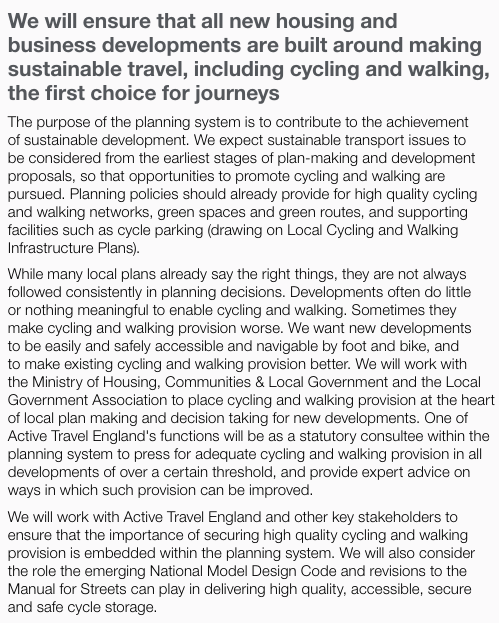 We will ensure that all new housing and
business developments are built around making
sustainable travel, including cycling and walking,
the first choice for journeys
The purpose of the planning system is to contribute to the achievement
of sustainable development. We expect sustainable transport issues to
be considered from the earliest stages of plan-making and development
proposals, so that opportunities to promote cycling and walking are
pursued. Planning policies should already provide for high quality cycling
and walking networks, green spaces and green routes, and supporting
facilities such as cycle parking (drawing on Local Cycling and Walking
Infrastructure Plans).
While many local plans already say the right things, they are not always
followed consistently in planning decisions. Developments often do little
or nothing meaningful to enable cycling and walking. Sometimes they
make cycling and walking provision worse. We want new developments
to be easily and safely accessible and navigable by foot and bike, and
to make existing cycling and walking provision better. We will work with
the Ministry of Housing, Communities & Local Government and the Local
Government Association to place cycling and walking provision at the heart
of local plan making and decision taking for new developments. One of
Active Travel England's functions will be as a statutory consultee within the
planning system to press for adequate cycling and walking provision in all
developments of over a certain threshold, and provide expert advice on
ways in which such provision can be improved.
We will work with Active Travel England and other key stakeholders to
ensure that the importance of securing high quality cycling and walking
provision is embedded within the planning system. We will also consider
the role the emerging National Model Design Code and revisions to the
Manual for Streets can play in delivering high quality, accessible, secure
and safe cycle storage.